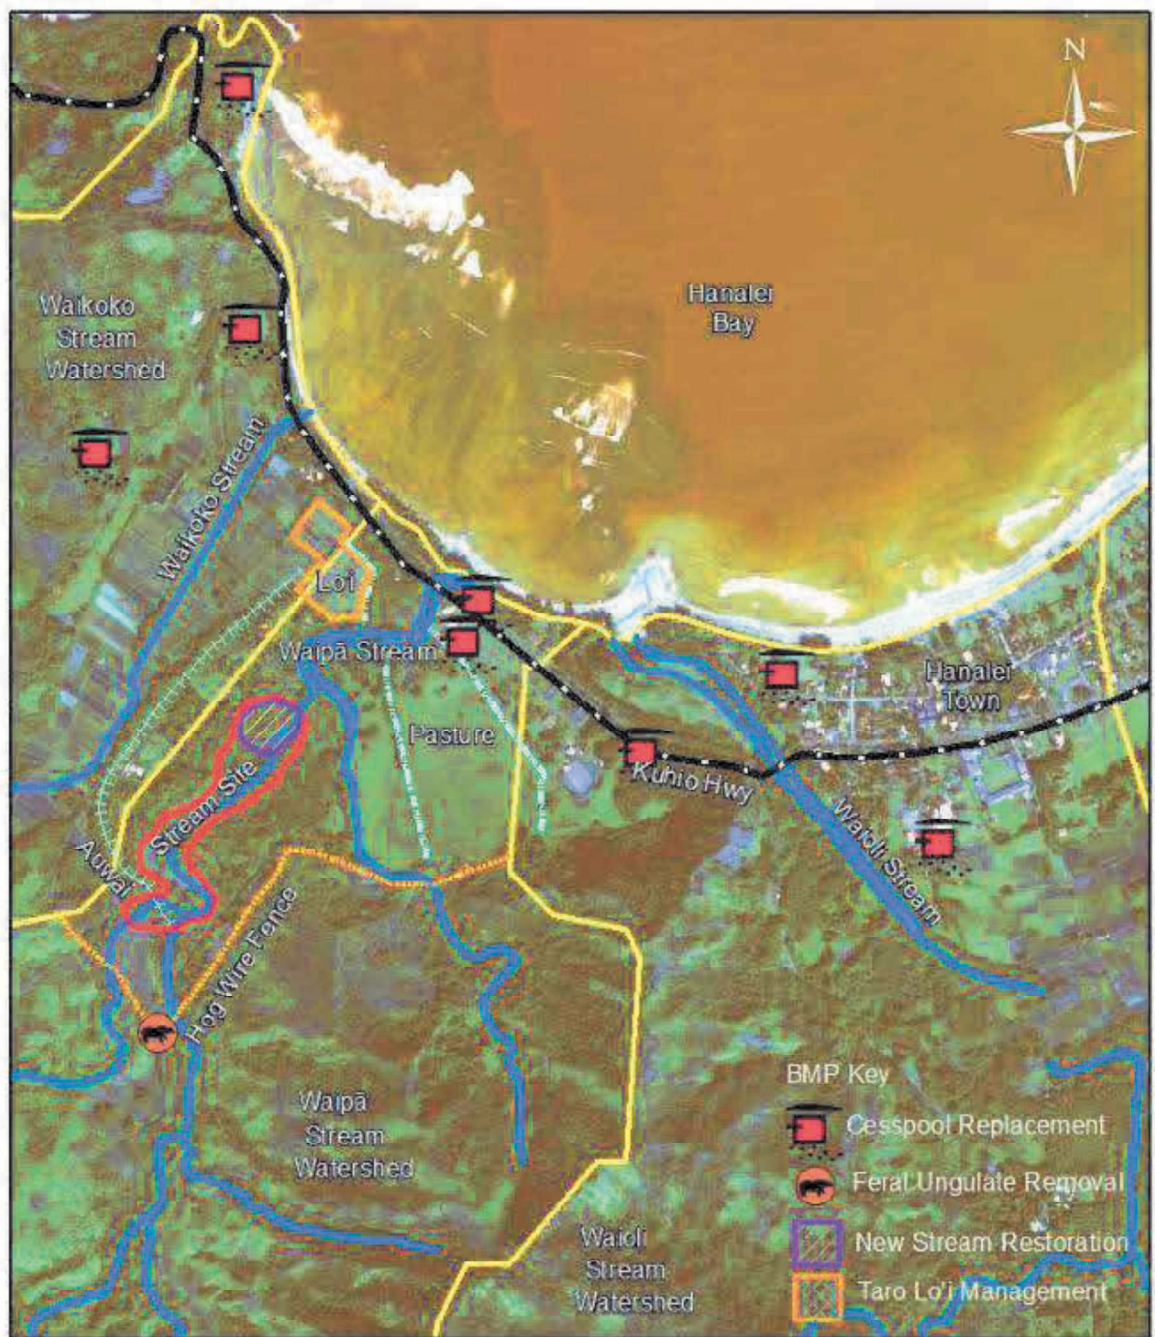 N
Hanalei
Bay
Waikoko
Stream
Watershed
Waikoko Stream
Lo'i
Waipā Stream
Hanalei
Town
Pasture
Stream Site
Kuhio Hwy
Waioli Stream
Auwai
Hog Wire Fence
BMP Key
Waipā
Stream
Watershed
Cesspool Replacement
Feral Ungulate Removal
Waioli
Stream
Watershed
New Stream Restoration
Taro Lo'i Management